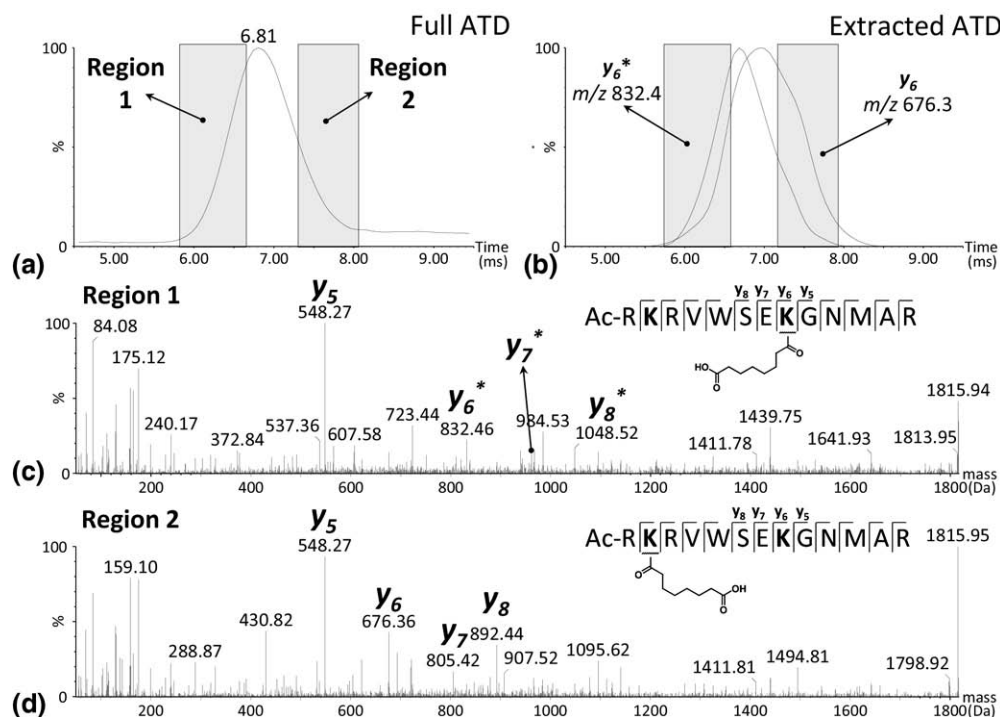 Full ATD
6.81
Region 1
Region 2
100
%
0
5.00 6.00 7.00 8.00 9.00
Time (ms)
(a)
Extracted ATD
100
y6*
m/z 832.4
y6
m/z 676.3
%
0
5.00 6.00 7.00 8.00 9.00
Time (ms)
(b)
Region 1
y5
548.27
y8 y7 y6 y5
Ac-RKRVWSEKGNMAR
HO
O
O
100
84.08
175.12
240.17
372.84
537.36
607.58
723.44
y6*
832.46
y7*
984.53
y8*
1048.52
1411.78
1439.75
1641.93
1815.94
1813.95
%
0
200 400 600 800 1000 1200 1400 1600 1800
mass (Da)
(c)
Region 2
y5
548.27
y8 y7 y6 y5
Ac-RKRVWSEKGNMAR
O
OH
O
100
159.10
288.87
430.82
y6
676.36
y7
805.42
y8
892.44
907.52
1095.62
1411.81
1494.81
1798.92
1815.95
%
0
200 400 600 800 1000 1200 1400 1600 1800
mass (Da)
(d)